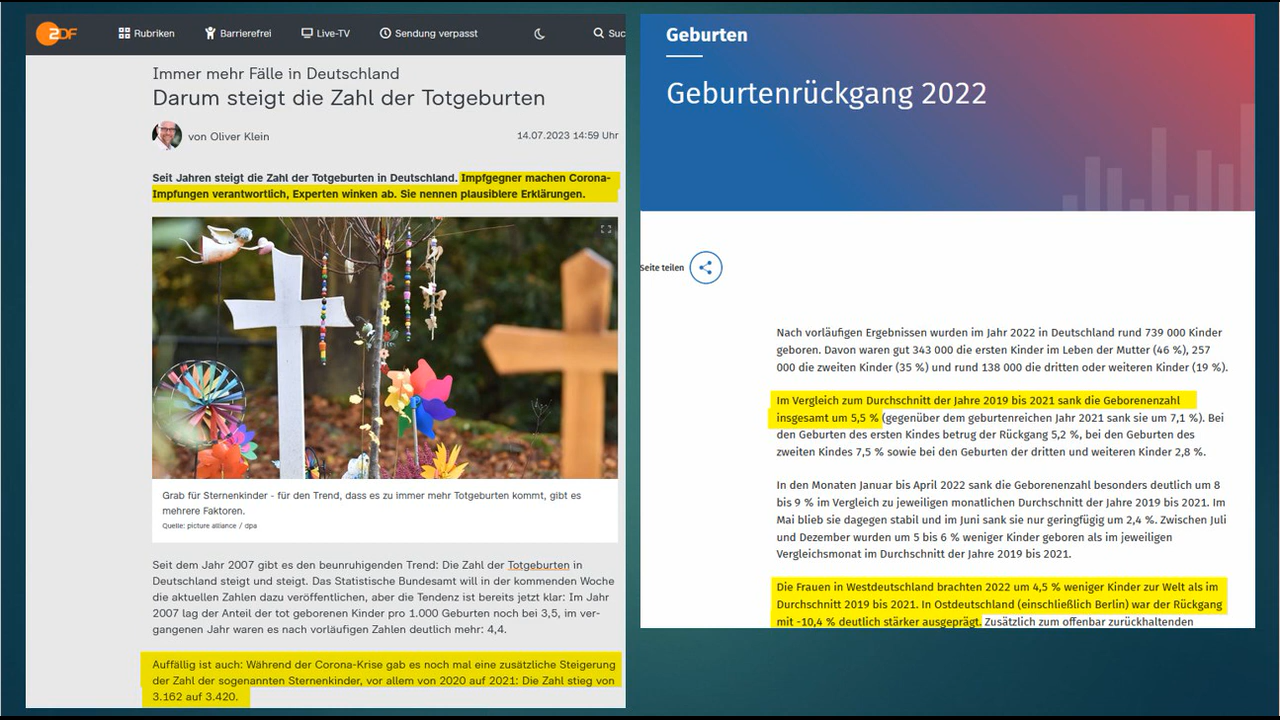 ZDF
Rubriken
Barrierefrei
Live-TV
Sendung verpasst
Suc
Immer mehr Fälle in Deutschland
Darum steigt die Zahl der Totgeburten
von Oliver Klein
14.07.2023 14:59 Uhr
Seit Jahren steigt die Zahl der Totgeburten in Deutschland. Impfgegner machen Corona-
Impfungen verantwortlich, Experten winken ab. Sie nennen plausiblere Erklärungen.
Grab für Sternenkinder - für den Trend, dass es zu immer mehr Totgeburten kommt, gibt es
mehrere Faktoren.
Quelle: picture alliance / dpa
Seit dem Jahr 2007 gibt es den beunruhigenden Trend: Die Zahl der Totgeburten in
Deutschland steigt und steigt. Das Statistische Bundesamt will in der kommenden Woche
die aktuellen Zahlen dazu veröffentlichen, aber die Tendenz ist bereits jetzt klar: Im Jahr
2007 lag der Anteil der tot geborenen Kinder pro 1.000 Geburten noch bei 3,5, im ver-
gangenen Jahr waren es nach vorläufigen Zahlen deutlich mehr: 4,4.
Auffällig ist auch: Während der Corona-Krise gab es noch mal eine zusätzliche Steigerung
der Zahl der sogenannten Sternenkinder, vor allem von 2020 auf 2021: Die Zahl stieg von
3.162 auf 3.420.
Geburten
Geburtenrückgang 2022
Seite teilen
Nach vorläufigen Ergebnissen wurden im Jahr 2022 in Deutschland rund 739 000 Kinder
geboren. Davon waren gut 343 000 die ersten Kinder im Leben der Mutter (46 %), 257
000 die zweiten Kinder (35 %) und rund 138 000 die dritten oder weiteren Kinder (19 %).
Im Vergleich zum Durchschnitt der Jahre 2019 bis 2021 sank die Geborenenzahl
insgesamt um 5,5 % (gegenüber dem geburtenreichen Jahr 2021 sank sie um 7,1 %). Bei
den Geburten des ersten Kindes betrug der Rückgang 5,2 %, bei den Geburten des
zweiten Kindes 7,5 % sowie bei den Geburten der dritten und weiteren Kinder 2,8 %.
In den Monaten Januar bis April 2022 sank die Geborenenzahl besonders deutlich um 8
bis 9 % im Vergleich zu jeweiligen monatlichen Durchschnitt der Jahre 2019 bis 2021. Im
Mai blieb sie dagegen stabil und im Juni sank sie nur geringfügig um 2,4 %. Zwischen Juli
und Dezember wurden um 5 bis 6 % weniger Kinder geboren als im jeweiligen
Vergleichsmonat im Durchschnitt der Jahre 2019 bis 2021.
Die Frauen in Westdeutschland brachten 2022 um 4,5 % weniger Kinder zur Welt als im
Durchschnitt 2019 bis 2021. In Ostdeutschland (einschließlich Berlin) war der Rückgang
mit -10,4 % deutlich stärker ausgeprägt. Zusätzlich zum offenbar zurückhaltenden